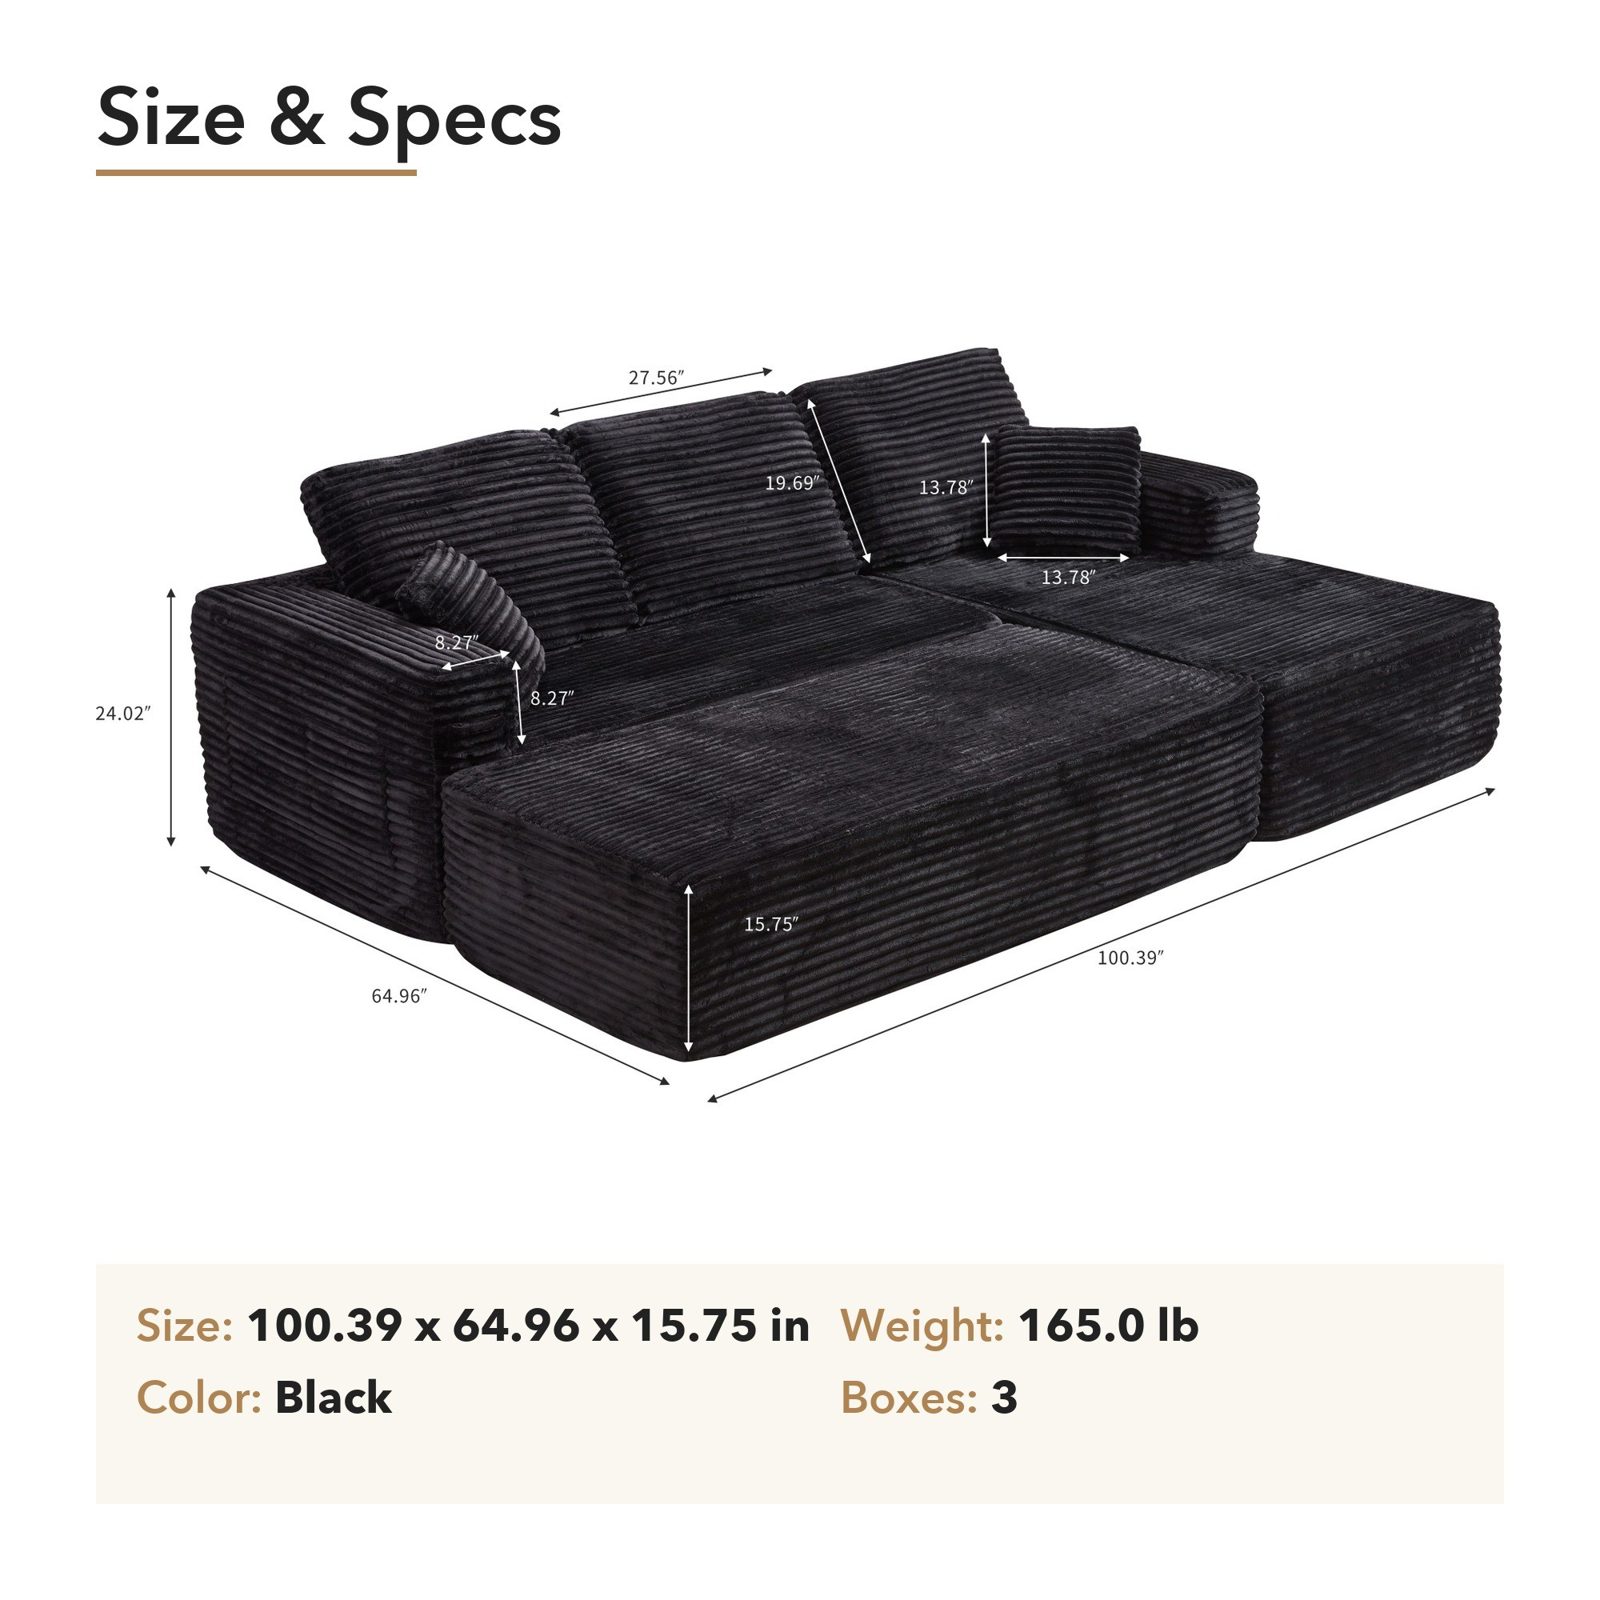 Size & Specs
27.56"
19.69"
13.78"
13.78"
8.27"
8.27"
24.02"
15.75"
100.39"
64.96"
Size: 100.39 x 64.96 x 15.75 in
Weight: 165.0 lb
Color: Black
Boxes: 3